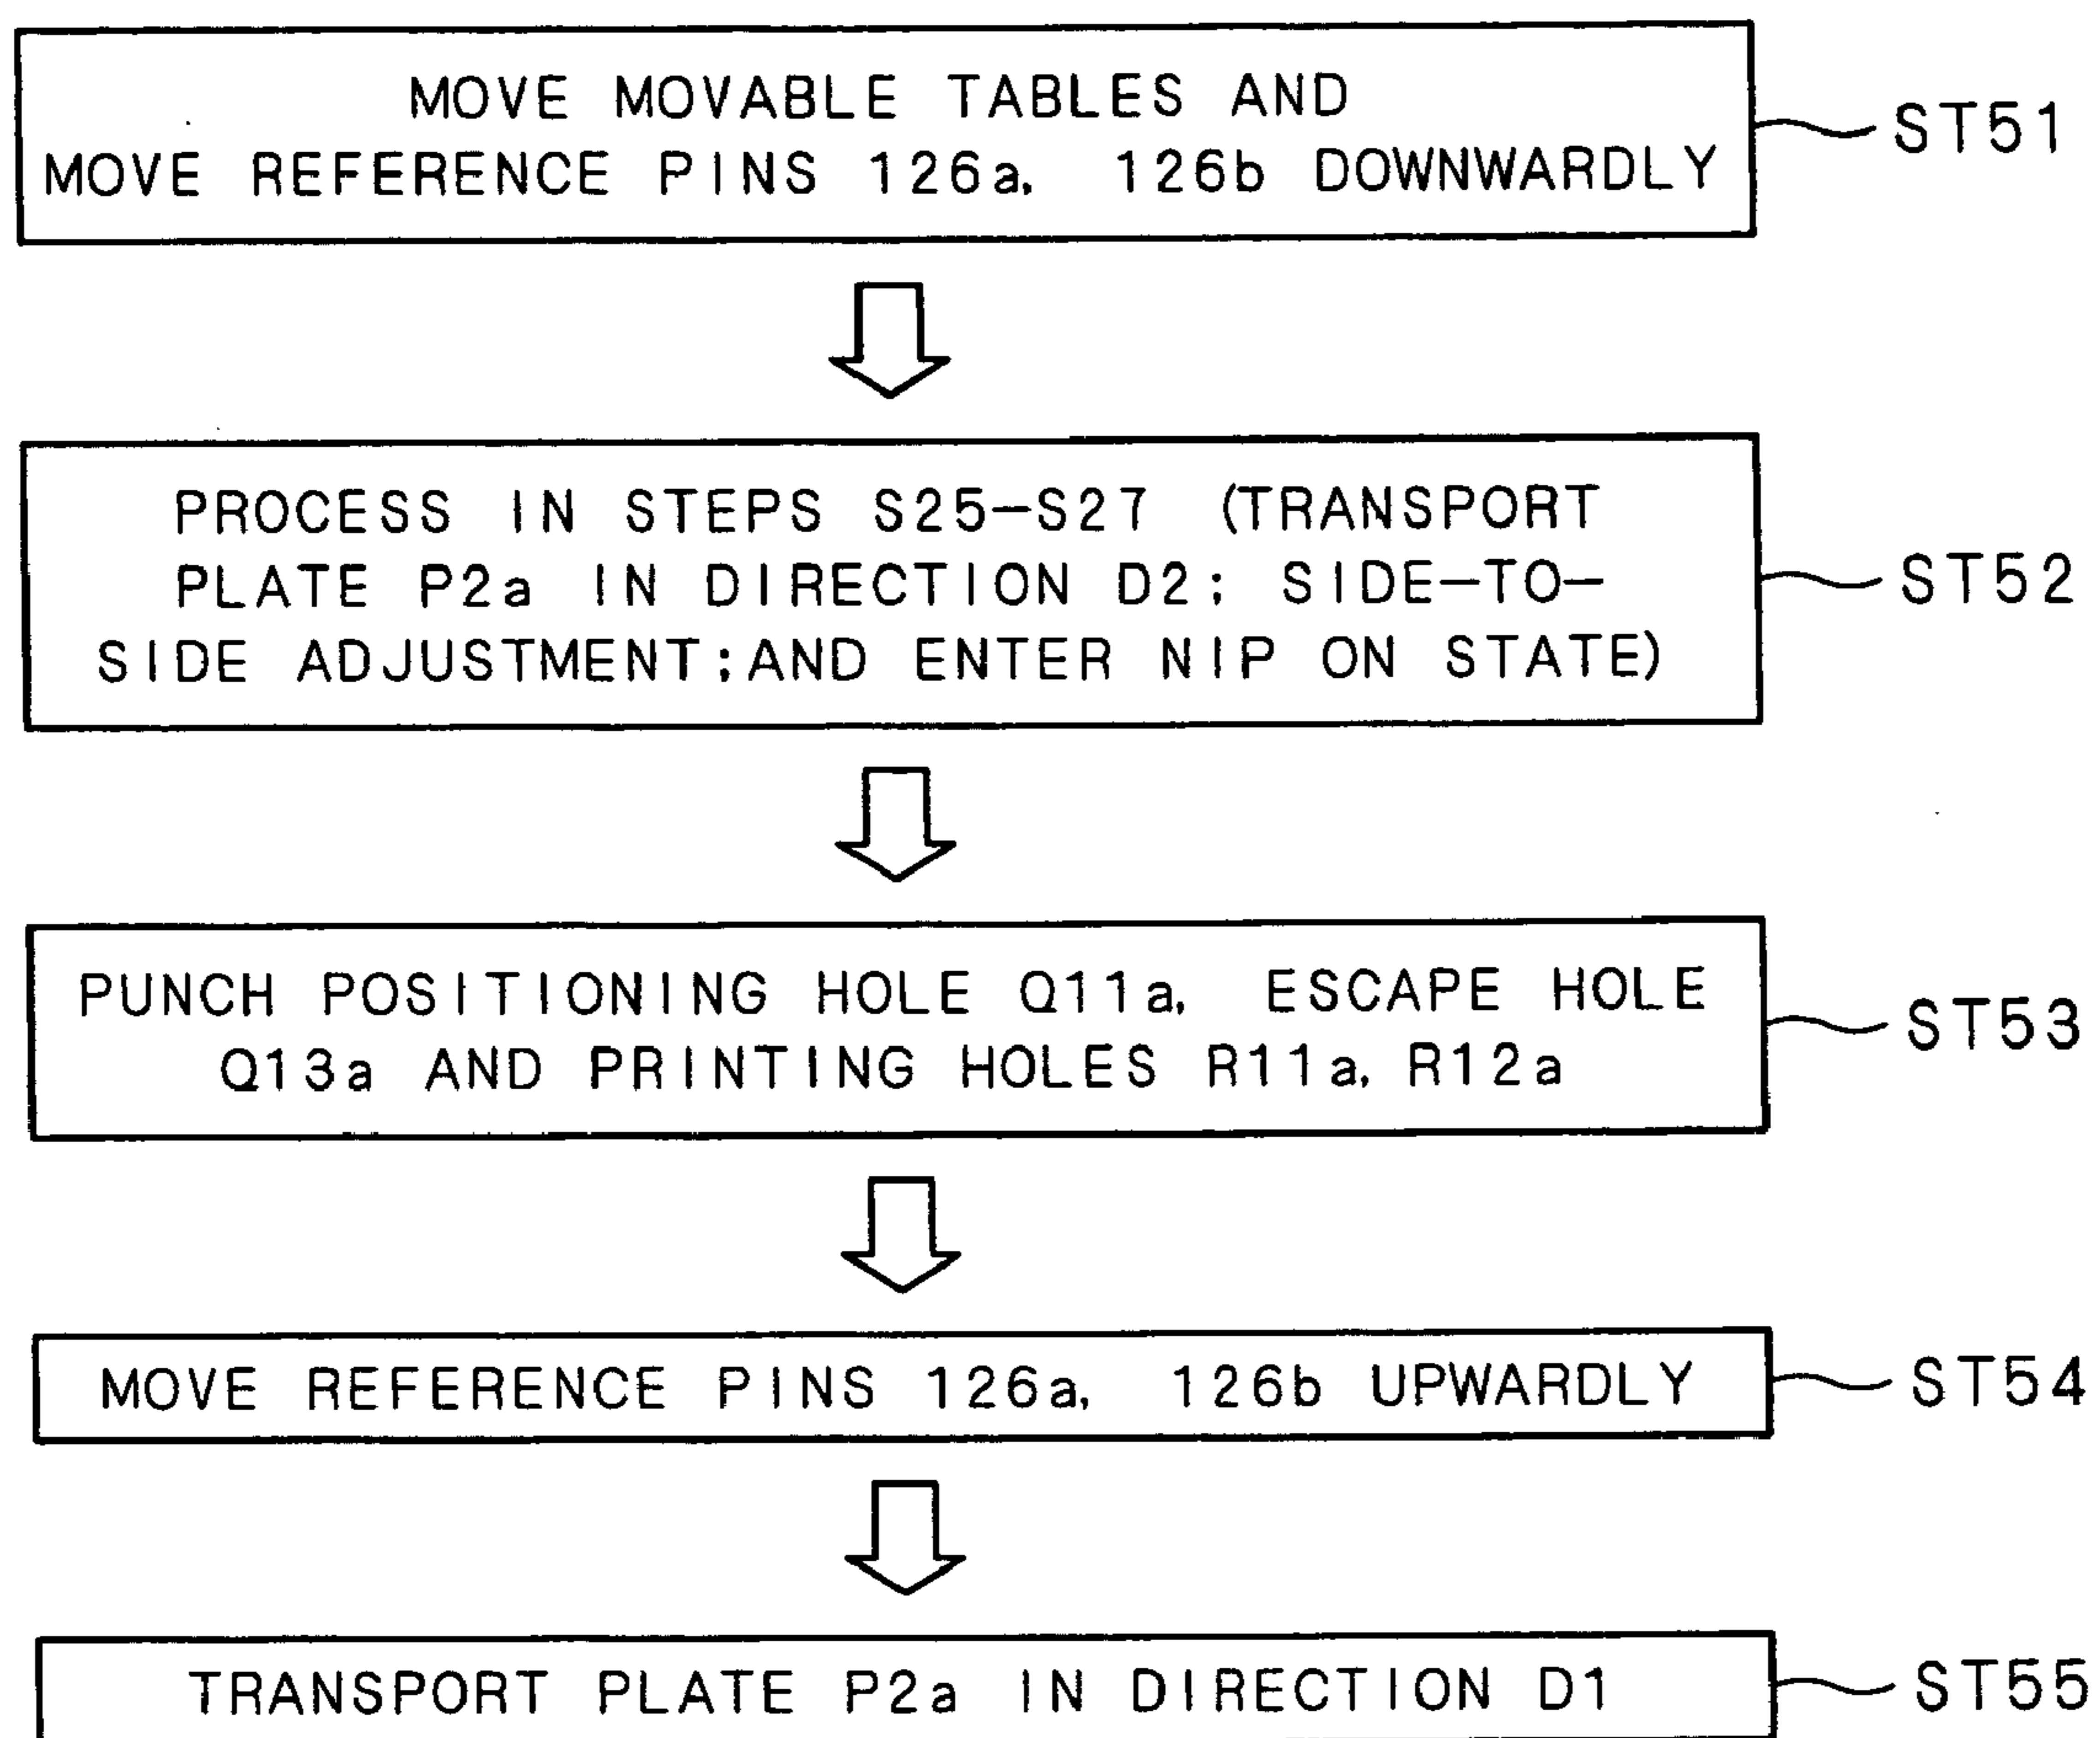 MOVE MOVABLE TABLES AND
MOVE REFERENCE PINS 126a, 126b DOWNWARDLY
ST51
PROCESS IN STEPS S25-S27 (TRANSPORT
PLATE P2a IN DIRECTION D2; SIDE-TO-
SIDE ADJUSTMENT;AND ENTER NIP ON STATE)
ST52
PUNCH POSITIONING HOLE Q11a, ESCAPE HOLE
Q13a AND PRINTING HOLES R11a, R12a
ST53
MOVE REFERENCE PINS 126a, 126b UPWARDLY
ST54
TRANSPORT PLATE P2a IN DIRECTION D1
ST55